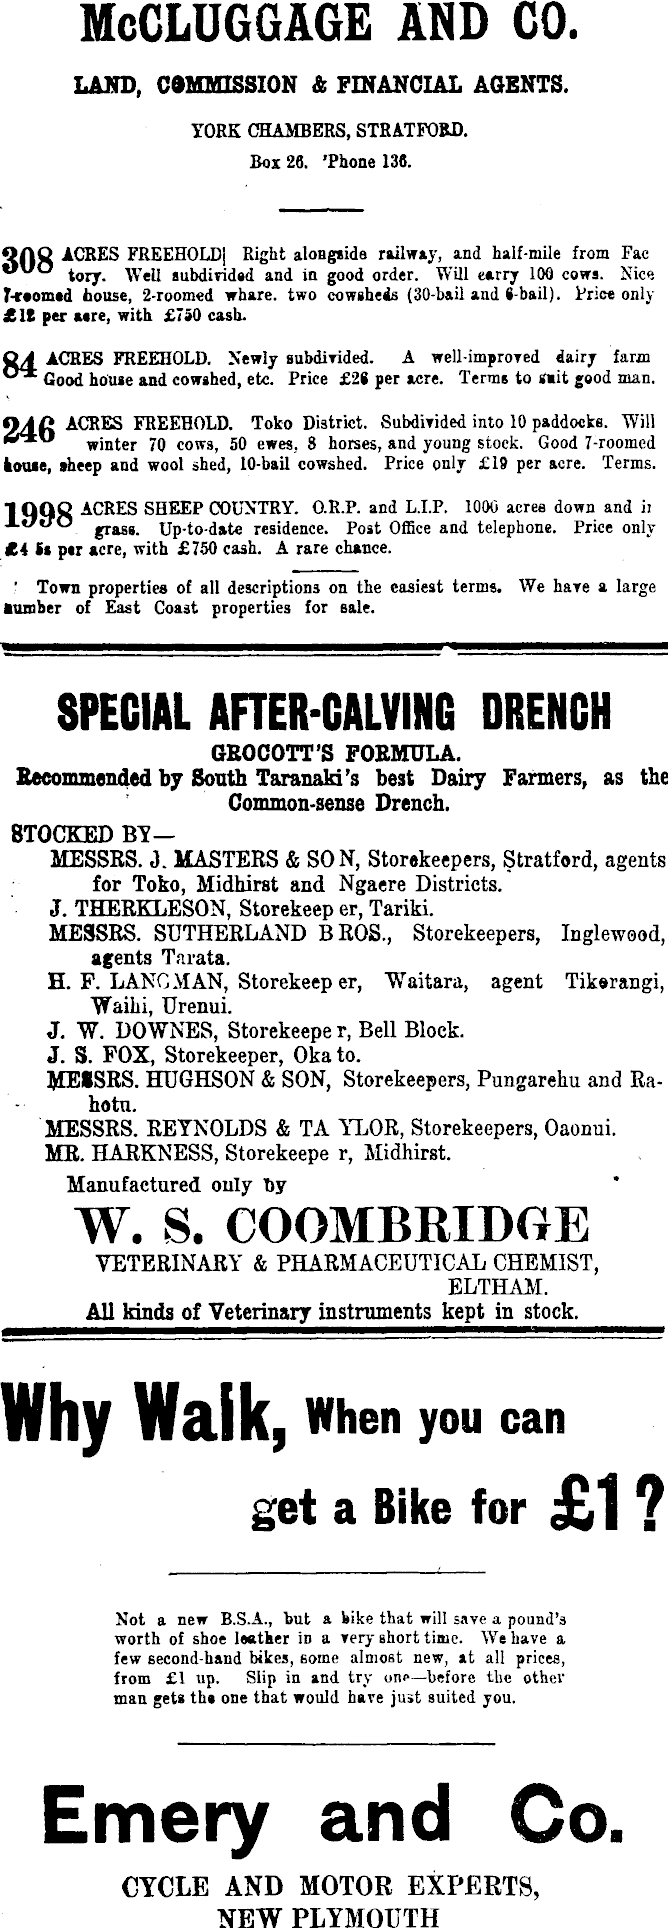 McCLUGGAGE AND CO.
LAND, COMMISSION & FINANCIAL AGENTS.
YORK CHAMBERS, STRATFORD.
Box 26. 'Phone 136.
308 ACRES FREEHOLD| Right alongside railway, and half-mile from Fac
tory. Well subdivided and in good order. Will carry 100 cows. Nice
7-roomed house, 2-roomed whare. two cowsheds (30-bail and 6-bail). Price only
per acre, with £750 cash.
84 ACRES FREEHOLD. Newly subdivided. A well-improved dairy farm
Good house and cowshed, etc. Price £26 per acre. Terms to suit good man.
246 ACRES FREEHOLD. Toko District. Subdivided into 10 paddocks. Will
winter 70 cows, 50 ewes, 8 horses, and young stock. Good 7-roomed
house, sheep and wool shed, 10-bail cowshed. Price only £19 per acre. Terms.
1998 ACRES SHEEP COUNTRY. O.R.P. and L.I.P. 1000 acres down and in
grass. Up-to-date residence. Post Office and telephone. Price only
£4 5s per acre, with £750 cash. A rare chance.
Town properties of all descriptions on the easiest terms. We have a large
number of East Coast properties for sale.
SPECIAL AFTER-CALVING DRENCH
GROCOTT'S FORMULA.
Recommended by South Taranaki's best Dairy Farmers, as the
Common-sense Drench.
STOCKED BY—
MESSRS. J. MASTERS & SON, Storekeepers, Stratford, agents
for Toko, Midhirst and Ngaere Districts.
J. THERKLESON, Storekeeper, Tariki.
MESSRS. SUTHERLAND BROS., Storekeepers, Inglewood,
agents Tarata.
H. F. LANGMAN, Storekeeper, Waitara, agent Tikorangi,
Waihi, Urenui.
J. W. DOWNES, Storekeeper, Bell Block.
J. S. FOX, Storekeeper, Okato.
MESSRS. HUGHSON & SON, Storekeepers, Pungarehu and Ra-
hotu.
MESSRS. REYNOLDS & TAYLOR, Storekeepers, Oaonui.
MR. HARKNESS, Storekeeper, Midhirst.
Manufactured only by
W. S. COOMBRIDGE
VETERINARY & PHARMACEUTICAL CHEMIST,
ELTHAM.
All kinds of Veterinary instruments kept in stock.
Why Walk, When you can
get a Bike for £1?
Not a new B.S.A., but a bike that will save a pound's
worth of shoe leather in a very short time. We have a
few second-hand bikes, some almost new, at all prices,
from £1 up. Slip in and try one—before the other
man gets the one that would have just suited you.
Emery and Co.
CYCLE AND MOTOR EXPERTS,
NEW PLYMOUTH